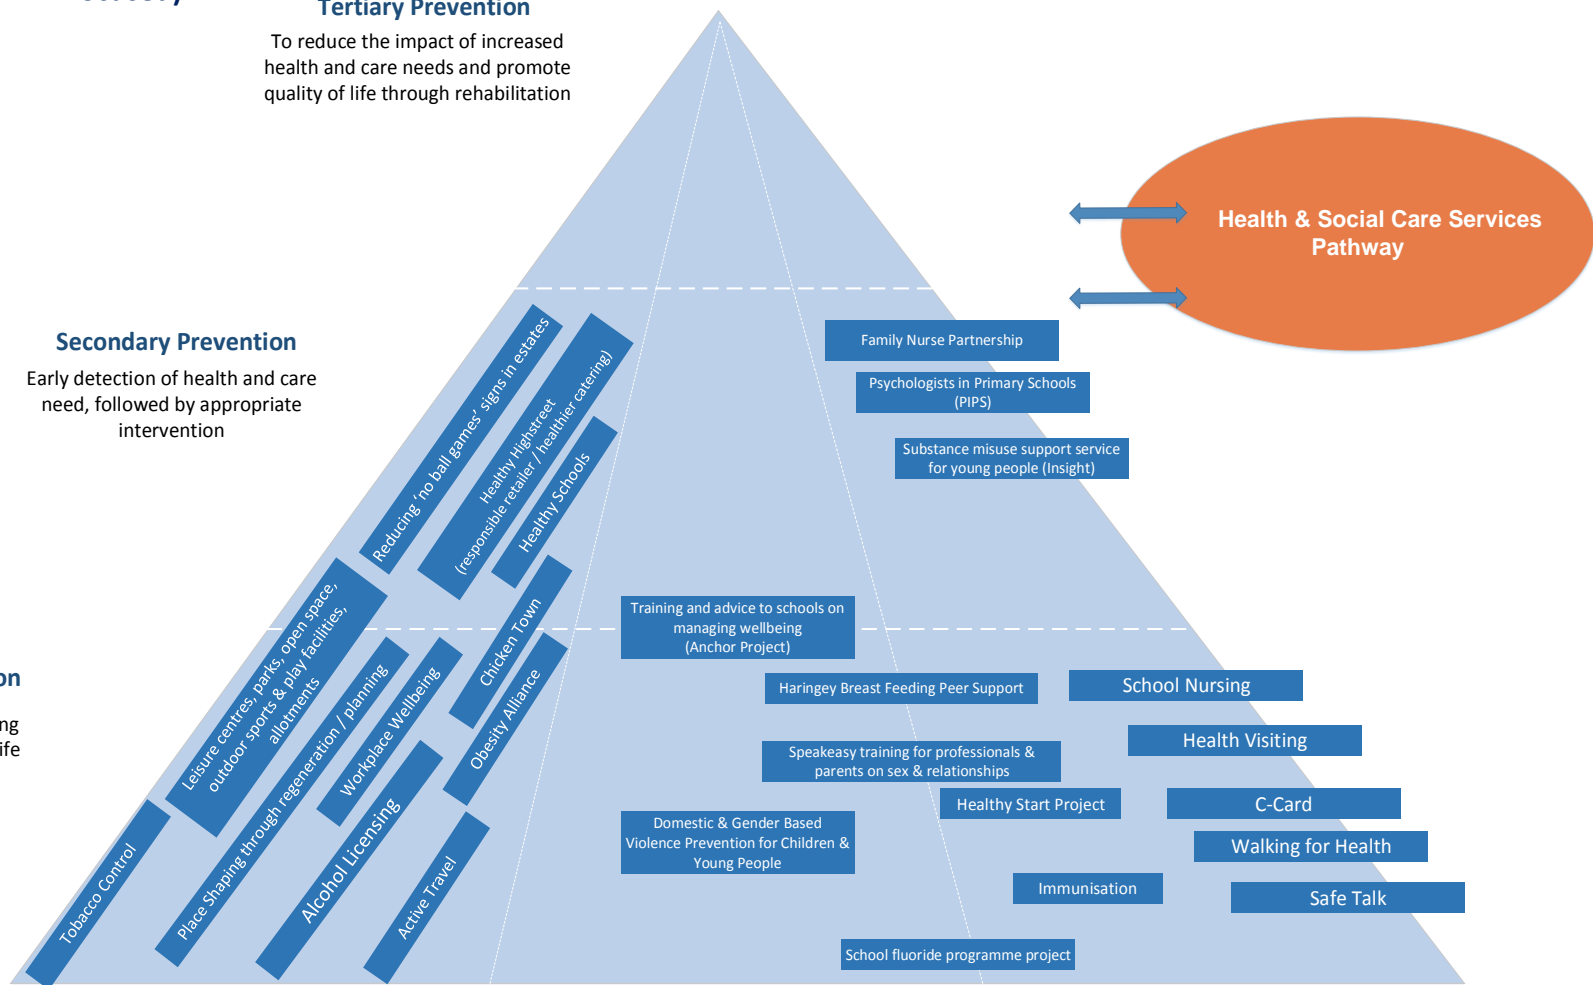 Tertiary Prevention
To reduce the impact of increased
health and care needs and promote
quality of life through rehabilitation
Health & Social Care Services
Pathway
Secondary Prevention
Early detection of health and care
need, followed by appropriate
intervention
Reducing ‘no ball games’ signs in estates
Healthy Highstreet
(responsible retailer / healthier catering)
Healthy Schools
Family Nurse Partnership
Psychologists in Primary Schools
(PIPS)
Substance misuse support service
for young people (Insight)
Leisure centres, parks, open space,
outdoor sports & play facilities,
allotments
Place Shaping through regeneration / planning
Workplace Wellbeing
Chicken Town
Obesity Alliance
Tobacco Control
Alcohol Licensing
Active Travel
Training and advice to schools on
managing wellbeing
(Anchor Project)
Haringey Breast Feeding Peer Support
School Nursing
Speakeasy training for professionals &
parents on sex & relationships
Health Visiting
Healthy Start Project
C-Card
Domestic & Gender Based
Violence Prevention for Children &
Young People
Walking for Health
Immunisation
Safe Talk
School fluoride programme project